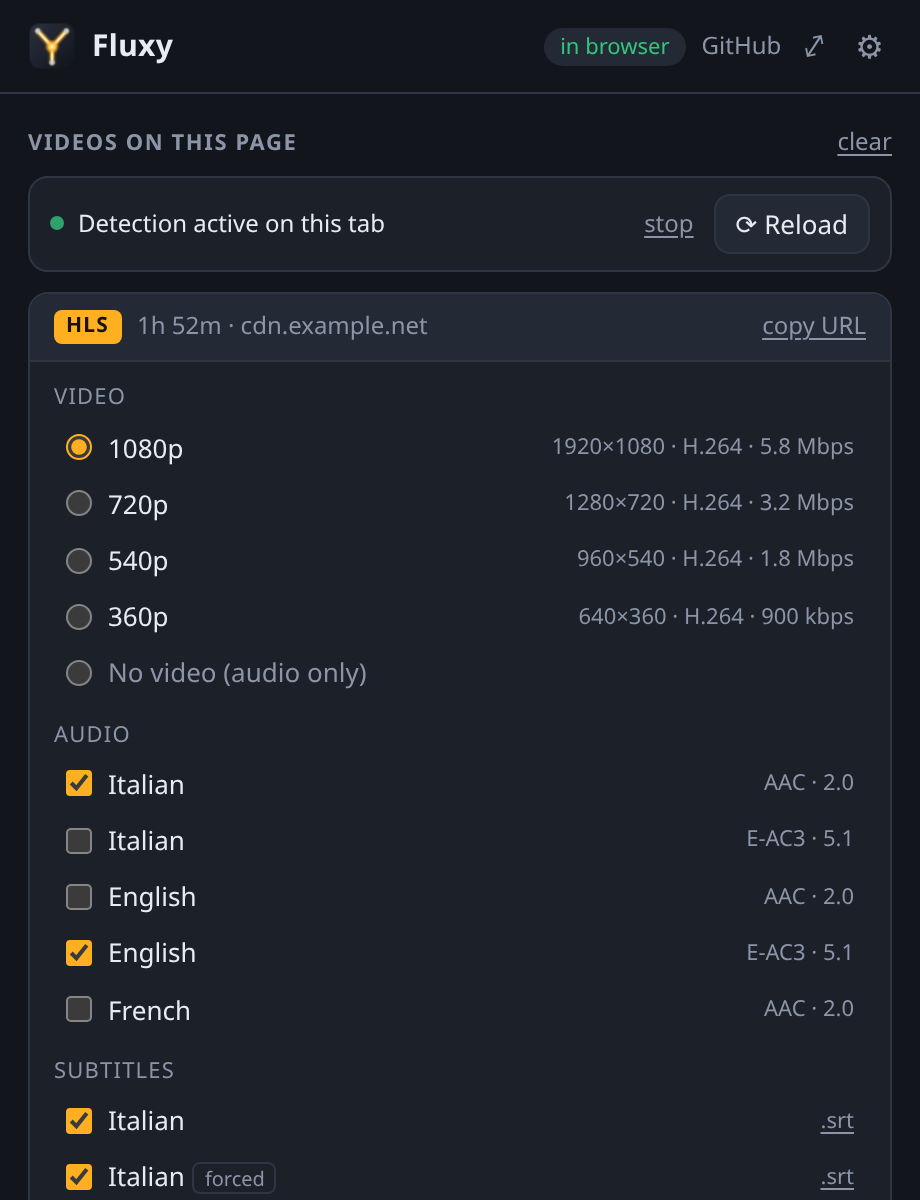 Fluxy in browser GitHub ⤢ ⚙
VIDEOS ON THIS PAGE clear
Detection active on this tab stop ⟳ Reload
HLS 1h 52m · cdn.example.net copy URL
VIDEO
1080p 1920×1080 · H.264 · 5.8 Mbps
720p 1280×720 · H.264 · 3.2 Mbps
540p 960×540 · H.264 · 1.8 Mbps
360p 640×360 · H.264 · 900 kbps
No video (audio only)
AUDIO
Italian AAC · 2.0
Italian E-AC3 · 5.1
English AAC · 2.0
English E-AC3 · 5.1
French AAC · 2.0
SUBTITLES
Italian .srt
Italian forced .srt